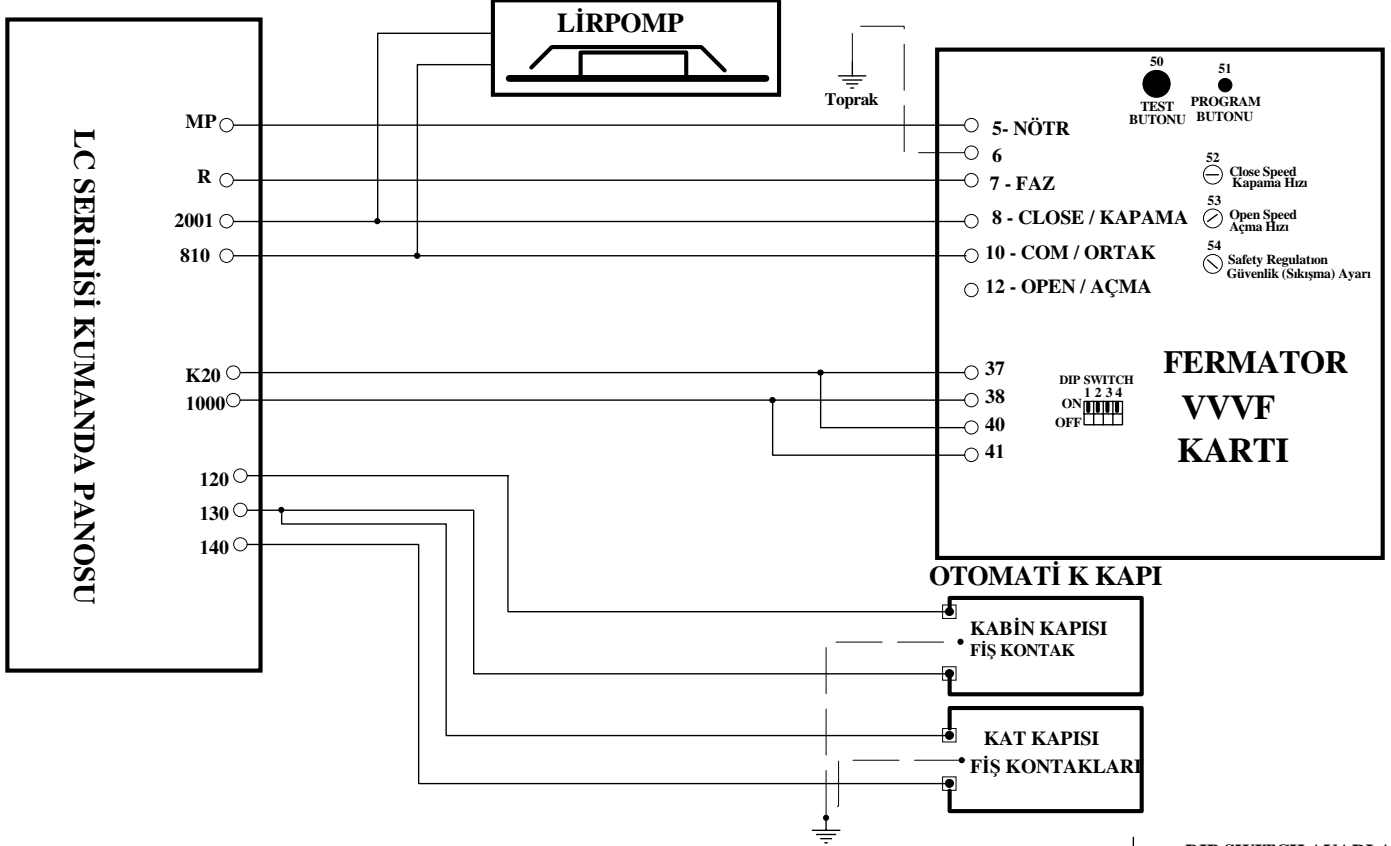 LİRPOMP
Toprak
50
TEST
BUTONU
51
PROGRAM
BUTONU
LC SERİRİSİ KUMANDA PANOSU
MP
R
2001
810
K20
1000
120
130
140
5- NÖTR
6
7 - FAZ
8 - CLOSE / KAPAMA
10 - COM / ORTAK
12 - OPEN / AÇMA
52
Close Speed
Kapama Hızı
53
Open Speed
Açma Hızı
54
Safety Regulatıon
Güvenlik (Sıkışma) Ayarı
37
38
40
41
DIP SWITCH
1 2 3 4
ON
OFF
FERMATOR
VVVF
KARTI
OTOMATİ K KAPI
KABİN KAPISI
FİŞ KONTAK
KAT KAPISI
FİŞ KONTAKLARI